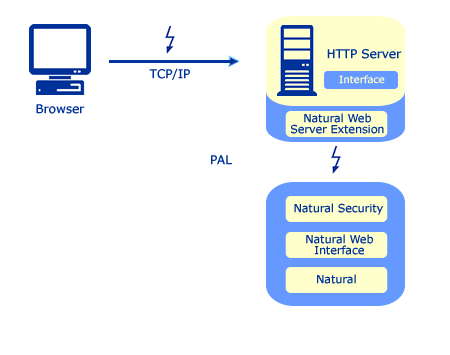 HTTP Server
TCP/IP
Interface
Browser
Natural Web
Server Extension
PAL
Natural Security
Natural Web
Interface
Natural